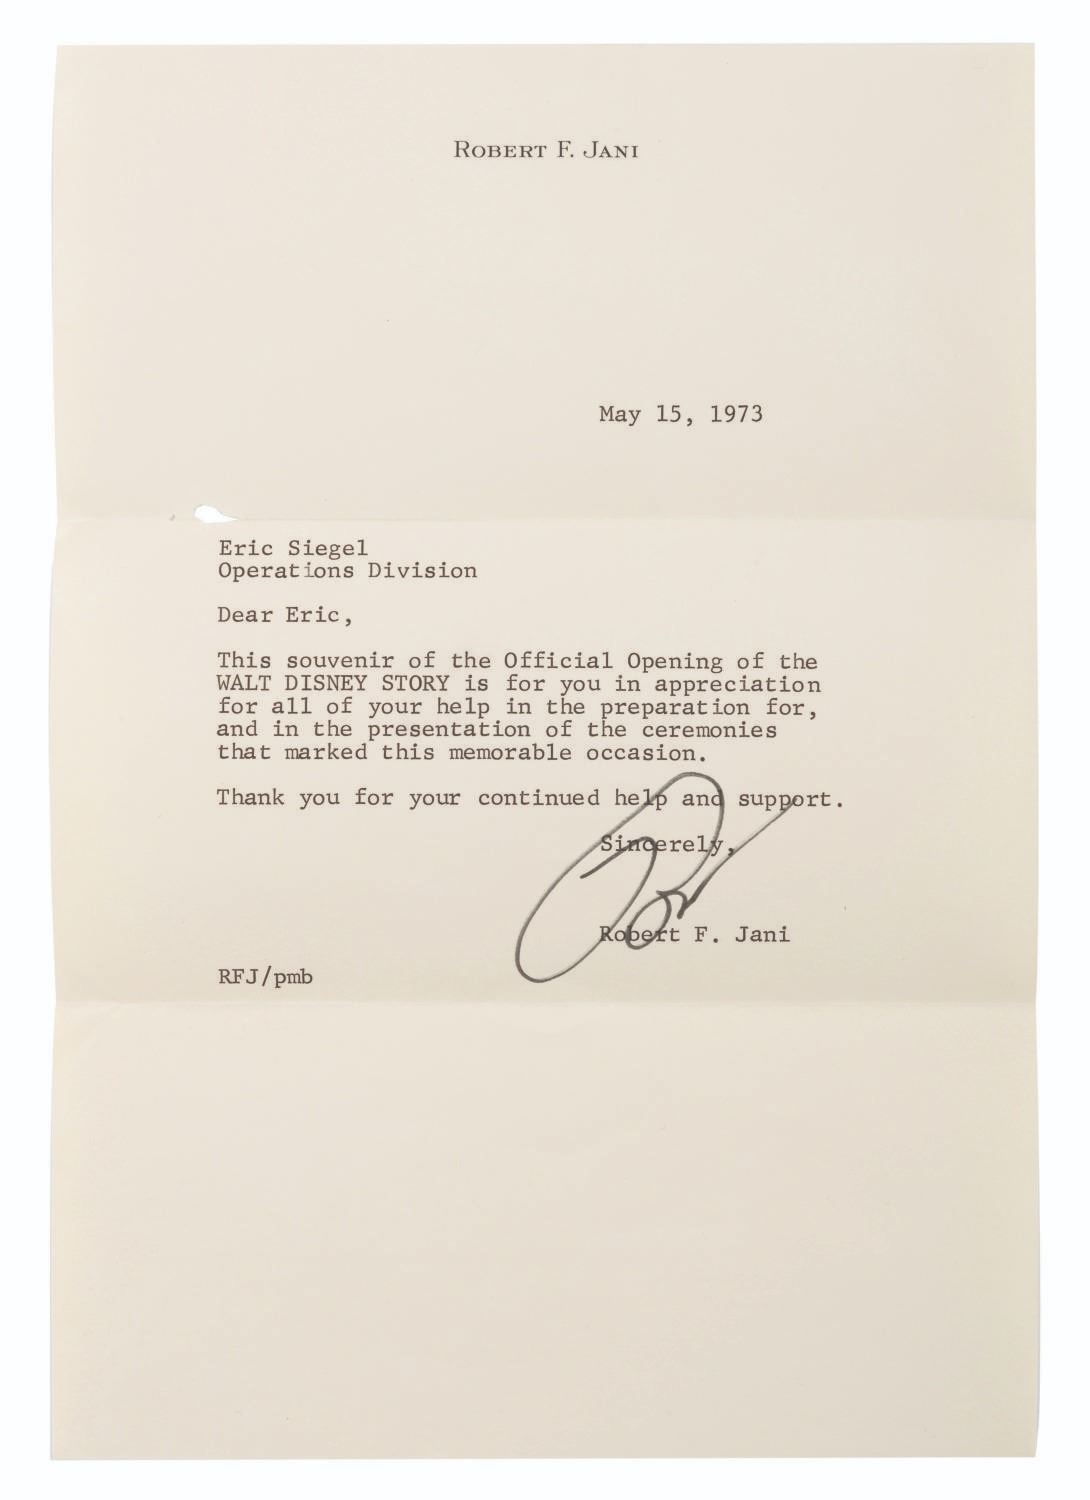 ROBERT F. JANI
May 15, 1973
Eric Siegel
Operations Division
Dear Eric,
This souvenir of the Official Opening of the
WALT DISNEY STORY is for you in appreciation
for all of your help in the preparation for,
and in the presentation of the ceremonies
that marked this memorable occasion.
Thank you for your continued help and support.
Sincerely,
Robert F. Jani
RFJ/pmb